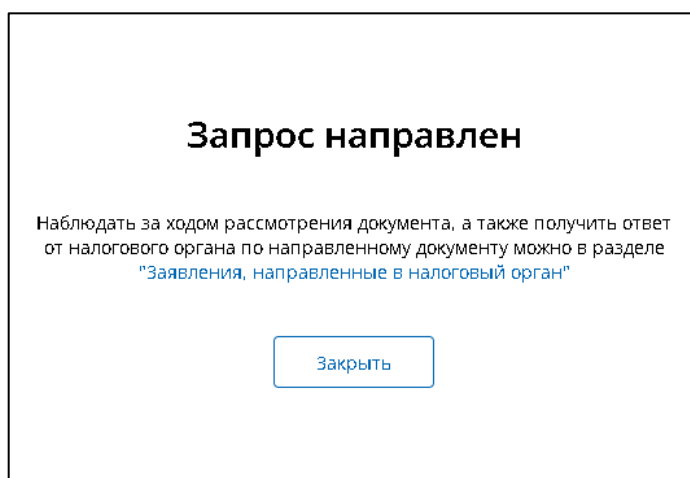 Запрос направлен
Наблюдать за ходом рассмотрения документа, а также получить ответ
от налогового органа по направленному документу можно в разделе
"Заявления, направленные в налоговый орган"
Закрыть